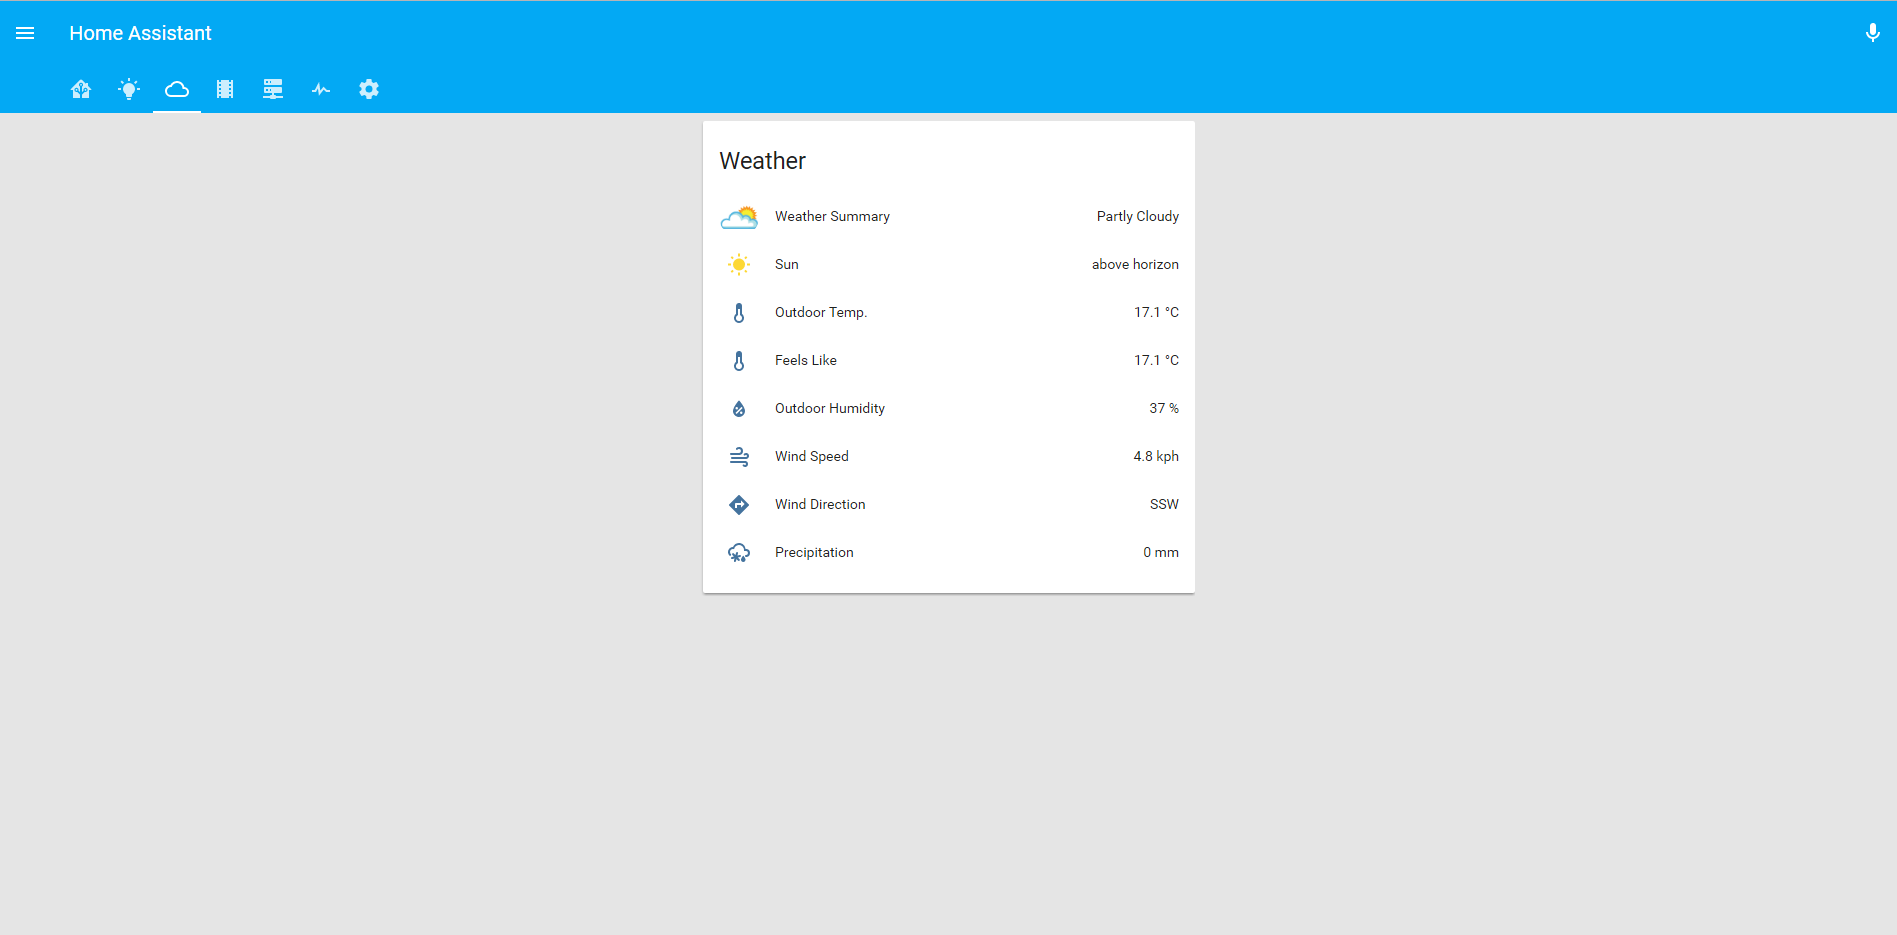 Home Assistant
Weather
Weather Summary Partly Cloudy
Sun above horizon
Outdoor Temp. 17.1 °C
Feels Like 17.1 °C
Outdoor Humidity 37 %
Wind Speed 4.8 kph
Wind Direction SSW
Precipitation 0 mm